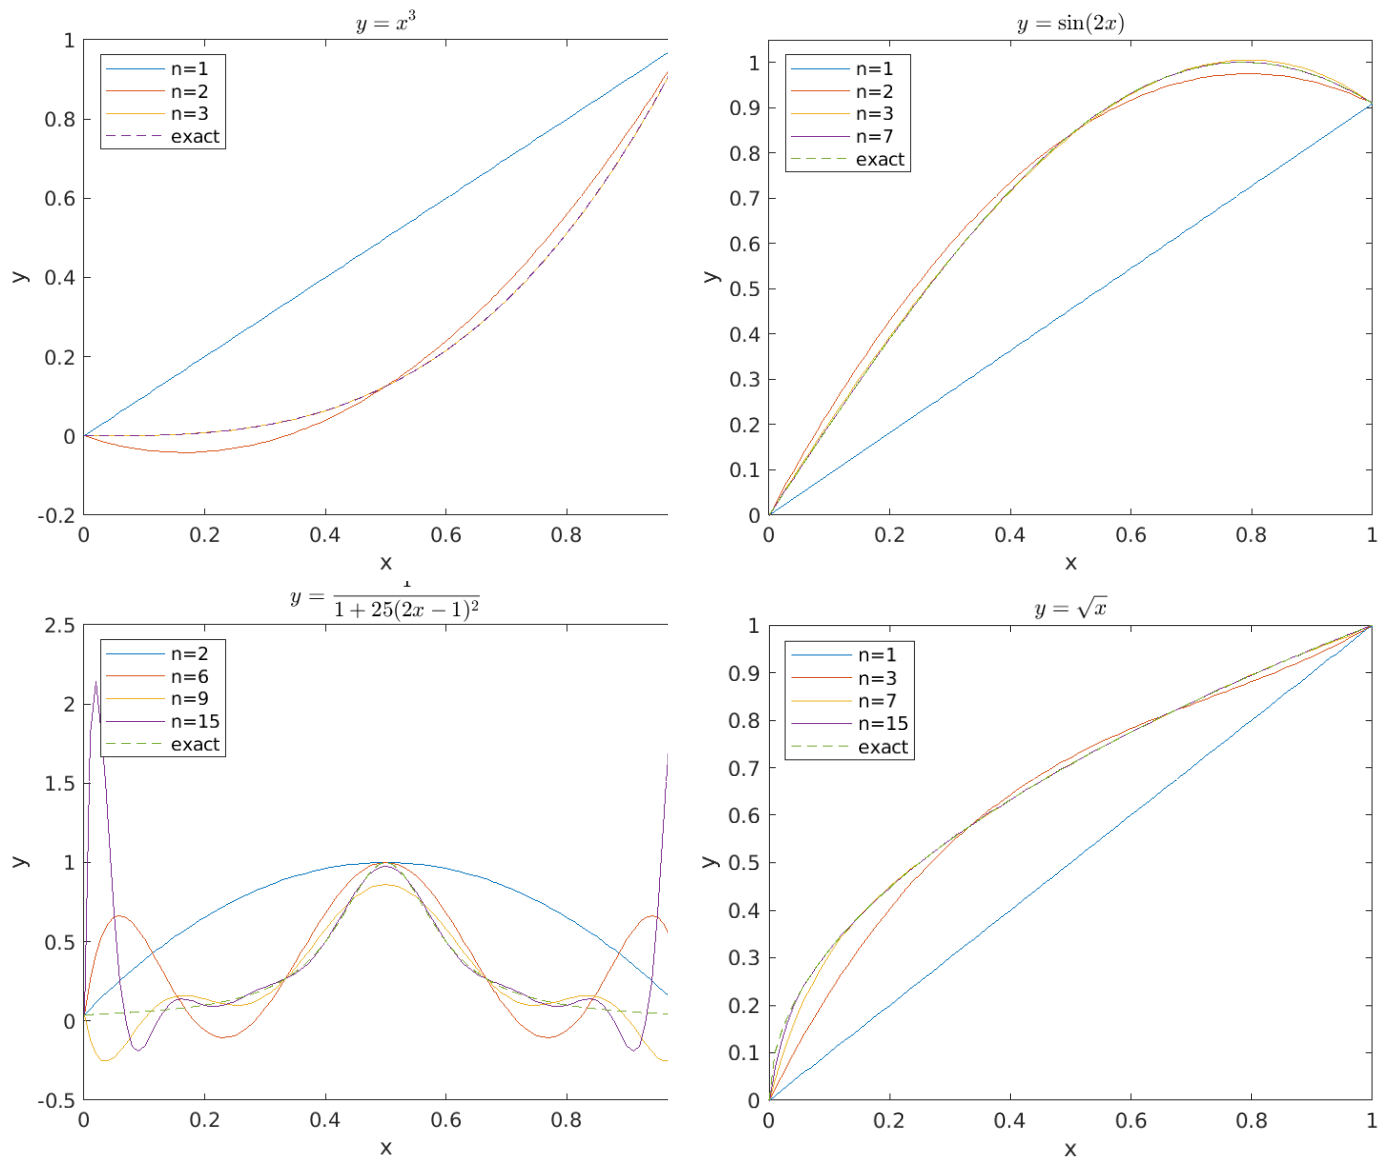 y = x³
1
0.8
0.6
0.4
0.2
0
-0.2
y
n=1
n=2
n=3
exact
0 0.2 0.4 0.6 0.8
x
y = sin(2x)
1
0.9
0.8
0.7
0.6
0.5
0.4
0.3
0.2
0.1
0
y
n=1
n=2
n=3
n=7
exact
0 0.2 0.4 0.6 0.8 1
x
y = 1/(1 + 25(2x − 1)²)
2.5
2
1.5
1
0.5
0
-0.5
y
n=2
n=6
n=9
n=15
exact
0 0.2 0.4 0.6 0.8
x
y = √x
1
0.9
0.8
0.7
0.6
0.5
0.4
0.3
0.2
0.1
0
y
n=1
n=3
n=7
n=15
exact
0 0.2 0.4 0.6 0.8 1
x